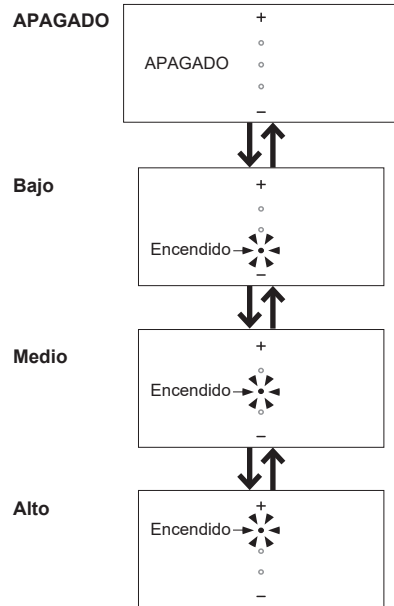 APAGADO
+
APAGADO
–
Bajo
+
Encendido
–
Medio
+
Encendido
–
Alto
+
Encendido
–